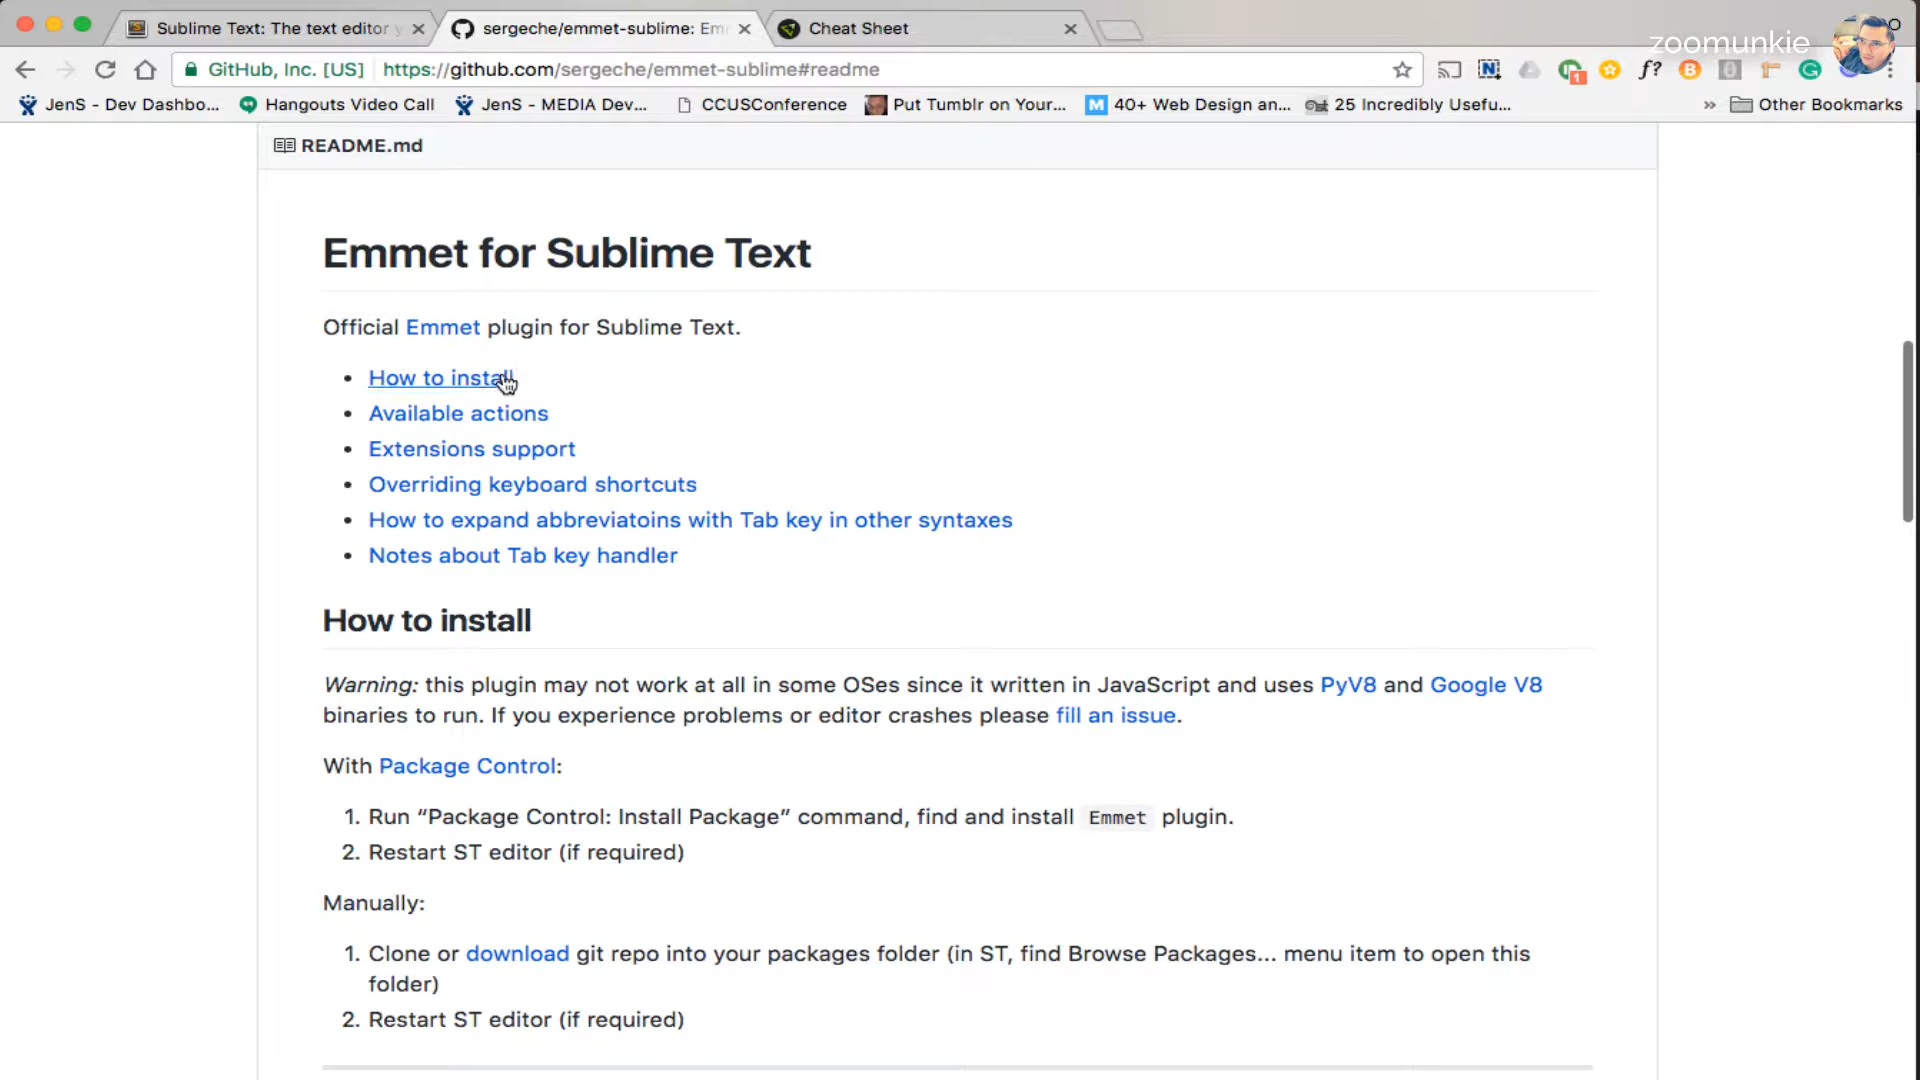 Sublime Text: The text editor y
sergeche/emmet-sublime: Em
Cheat Sheet
zoomunkie
GitHub, Inc. [US]
https://github.com/sergeche/emmet-sublime#readme
JenS - Dev Dashbo...
Hangouts Video Call
JenS - MEDIA Dev...
CCUSConference
Put Tumblr on Your...
40+ Web Design an...
25 Incredibly Usefu...
» Other Bookmarks
README.md
Emmet for Sublime Text
Official Emmet plugin for Sublime Text.
• How to install
• Available actions
• Extensions support
• Overriding keyboard shortcuts
• How to expand abbreviatoins with Tab key in other syntaxes
• Notes about Tab key handler
How to install
Warning: this plugin may not work at all in some OSes since it written in JavaScript and uses PyV8 and Google V8
binaries to run. If you experience problems or editor crashes please fill an issue.
With Package Control:
1. Run “Package Control: Install Package” command, find and install Emmet plugin.
2. Restart ST editor (if required)
Manually:
1. Clone or download git repo into your packages folder (in ST, find Browse Packages... menu item to open this
folder)
2. Restart ST editor (if required)